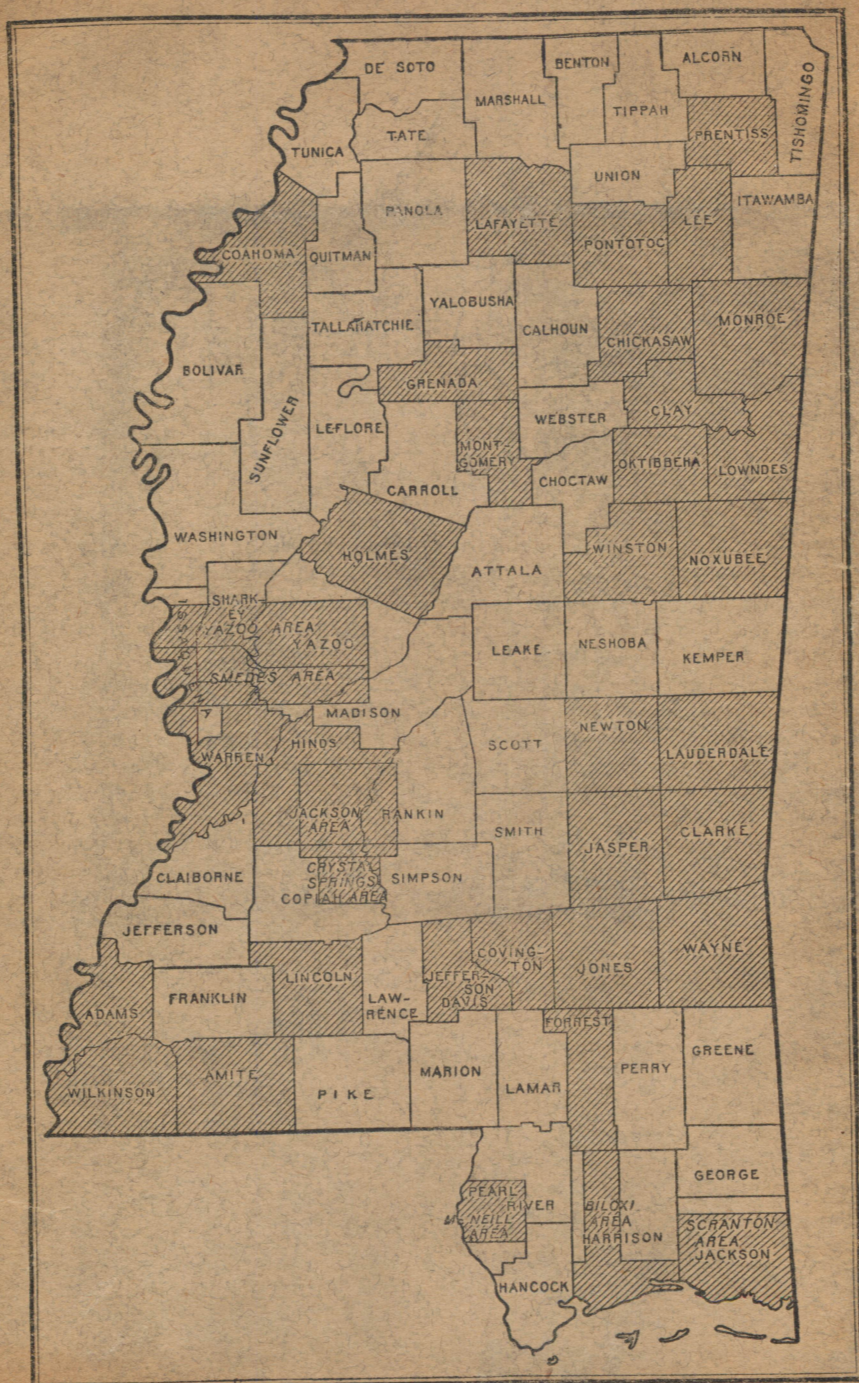 DE SOTO
BENTON
ALCORN
MARSHALL
TIPPAH
TISHOMINGO
TATE
PRENTISS
TUNICA
UNION
ITAWAMBA
PANOLA
LAFAYETTE
LEE
COAHOMA
QUITMAN
PONTOTOC
YALOBUSHA
MONROE
TALLAHATCHIE
CALHOUN
CHICKASAW
BOLIVAR
GRENADA
CLAY
WEBSTER
SUNFLOWER
LEFLORE
MONT-
GOMERY
OKTIBBEHA
LOWNDES
CHOCTAW
CARROLL
WASHINGTON
HOLMES
WINSTON
NOXUBEE
ATTALA
SHARK-
EY
YAZOO AREA
YAZOO
LEAKE
NESHOBA
KEMPER
SMEDES AREA
MADISON
NEWTON
HINDS
SCOTT
WARREN
LAUDERDALE
JACKSON
AREA
RANKIN
SMITH
JASPER
CLARKE
CLAIBORNE
CRYSTAL
SPRINGS
AREA
SIMPSON
COPIAH
JEFFERSON
COVING-
TON
WAYNE
LINCOLN
JEFFER-
SON
DAVIS
JONES
FRANKLIN
LAW-
RENCE
ADAMS
FORREST
GREENE
WILKINSON
AMITE
PIKE
MARION
LAMAR
PERRY
GEORGE
PEARL
RIVER
McNEILL
AREA
BILOXI
AREA
HARRISON
SCRANTON
AREA
JACKSON
HANCOCK